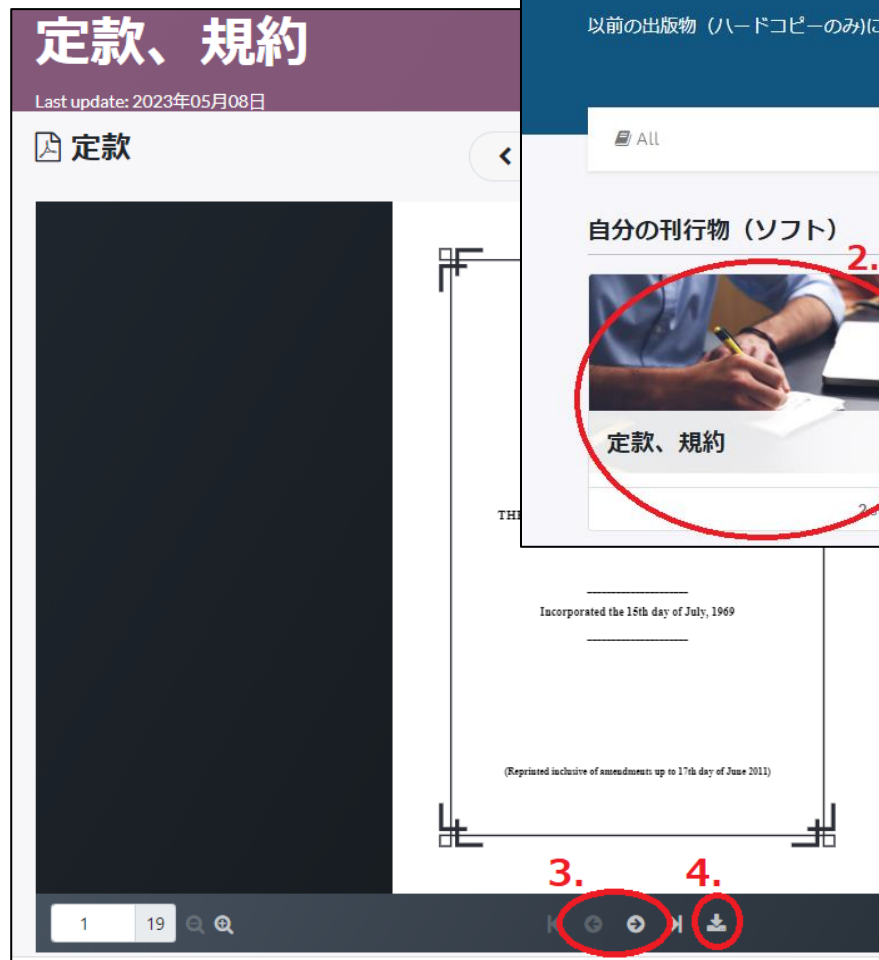 定款、規約
Last update: 2023年05月08日
定款
以前の出版物（ハードコピーのみ)に
All
自分の刊行物（ソフト）
2.
定款、規約
TH
Incorporated the 15th day of July, 1969
(Reprinted inclusive of amendments up to 17th day of June 2011)
3.
4.
1
19